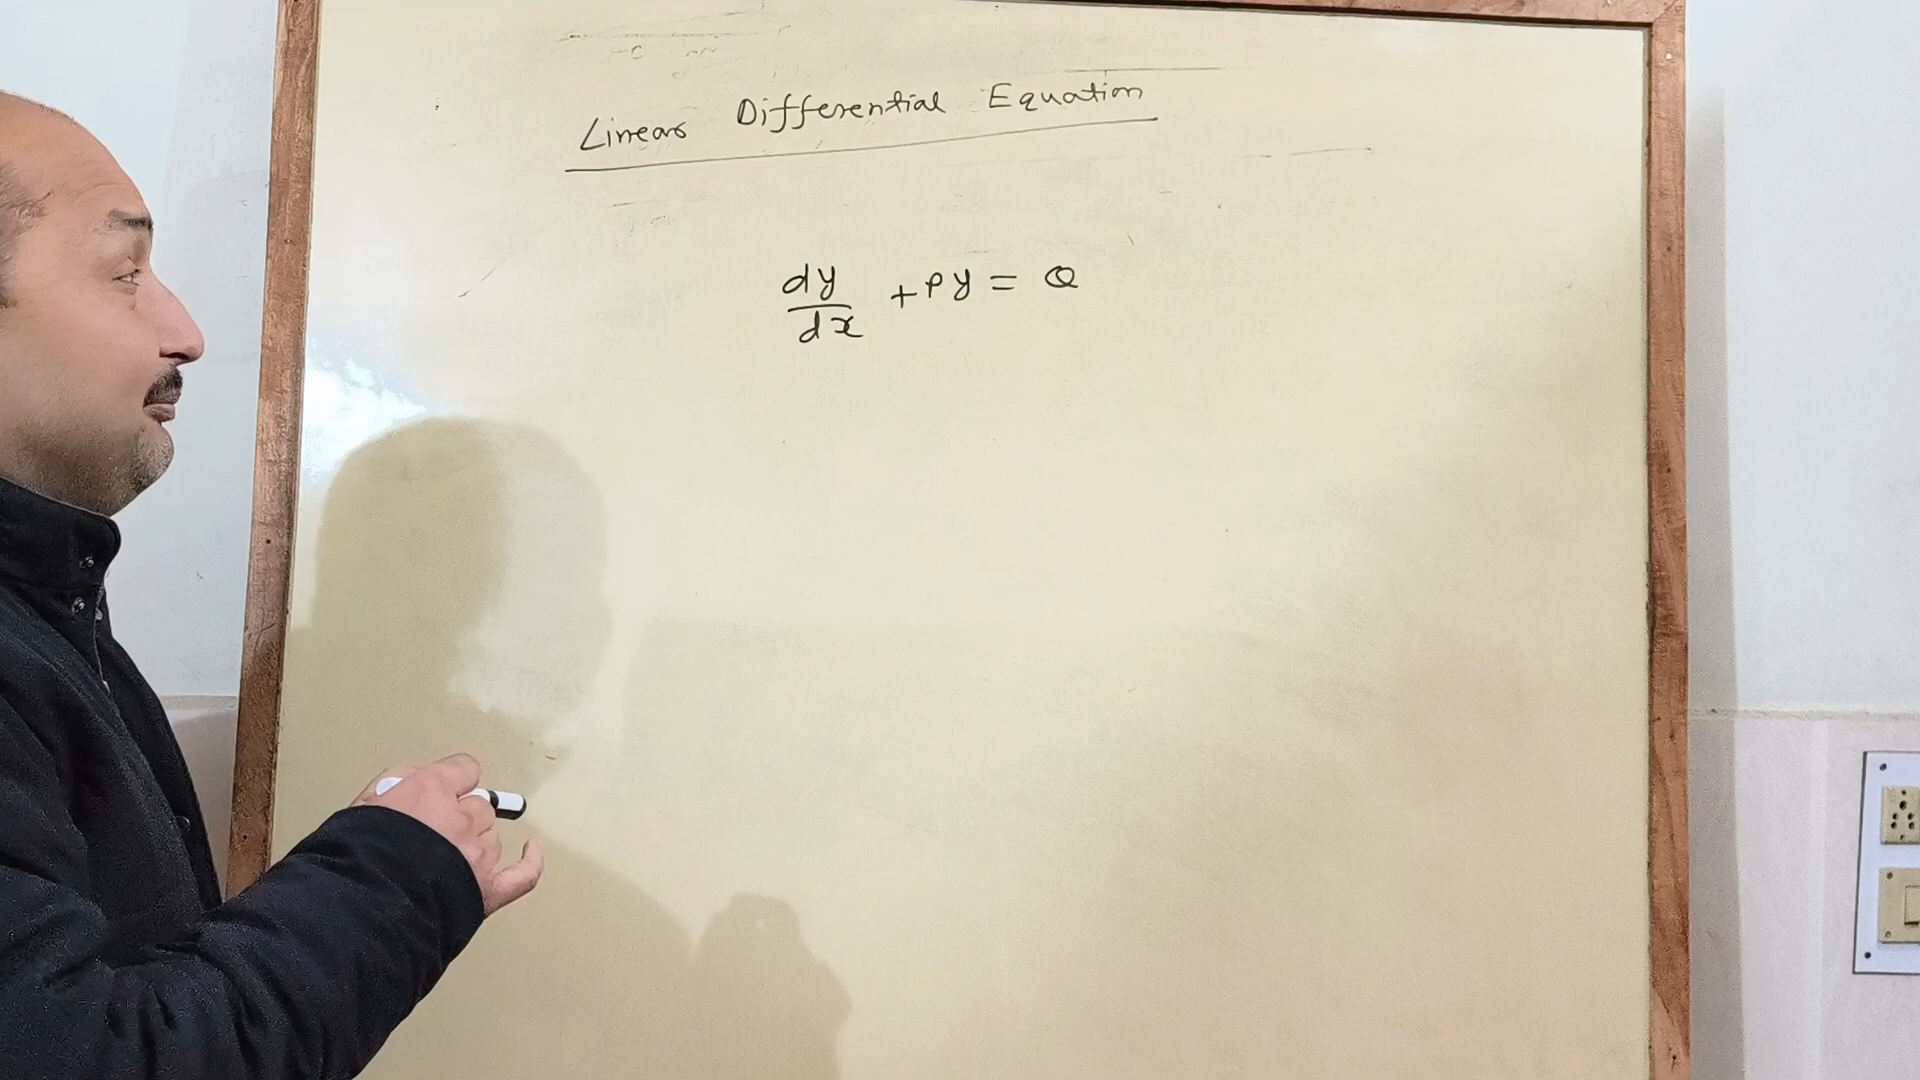 Linear Differential Equation
dy/dx + py = Q